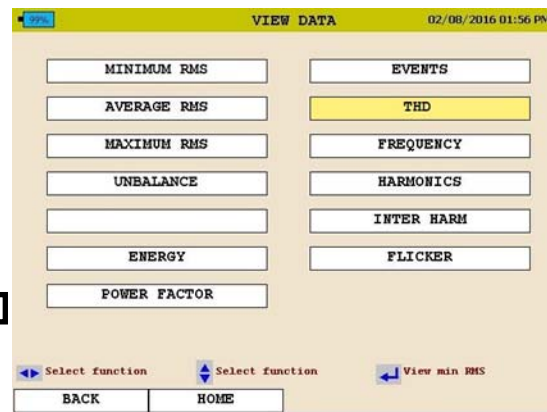 99% VIEW DATA 02/08/2016 01:56 PM
MINIMUM RMS EVENTS
AVERAGE RMS THD
MAXIMUM RMS FREQUENCY
UNBALANCE HARMONICS
INTER HARM
ENERGY FLICKER
POWER FACTOR
Select function Select function View min RMS
BACK HOME